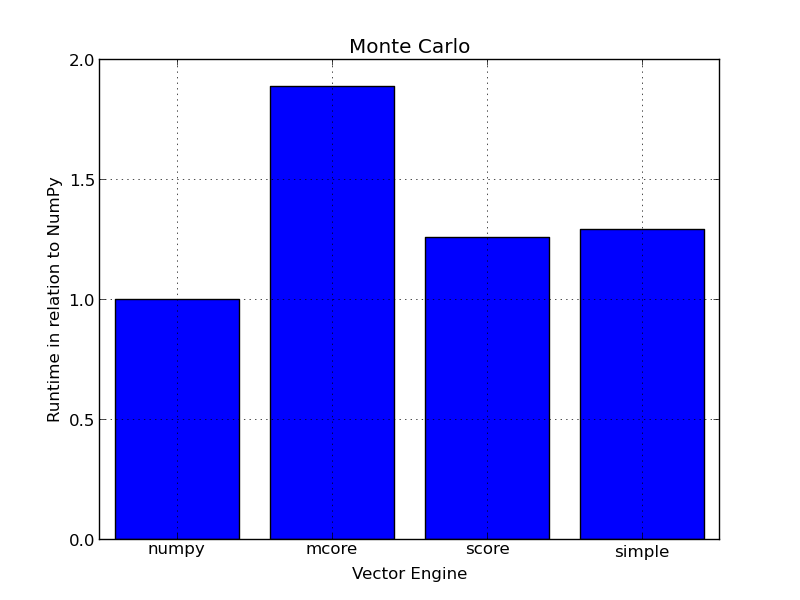 Monte Carlo
2.0
1.5
1.0
0.5
0.0
Runtime in relation to NumPy
numpy mcore score simple
Vector Engine